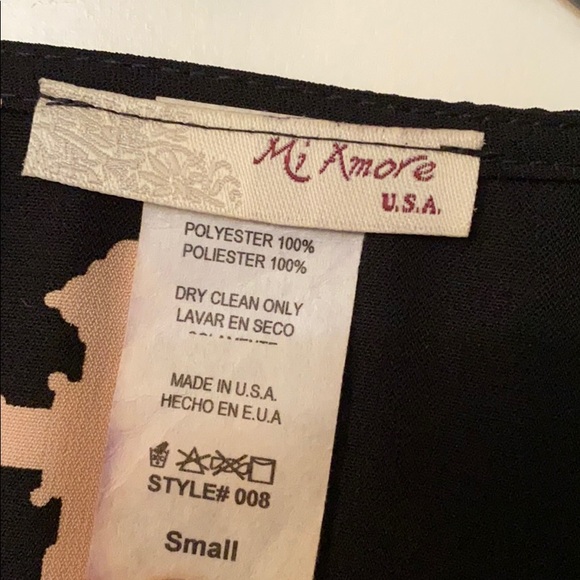 Mi Amore
U.S.A.
POLYESTER 100%
POLIESTER 100%
DRY CLEAN ONLY
LAVAR EN SECO
MADE IN U.S.A.
HECHO EN E.U.A
STYLE# 008
Small